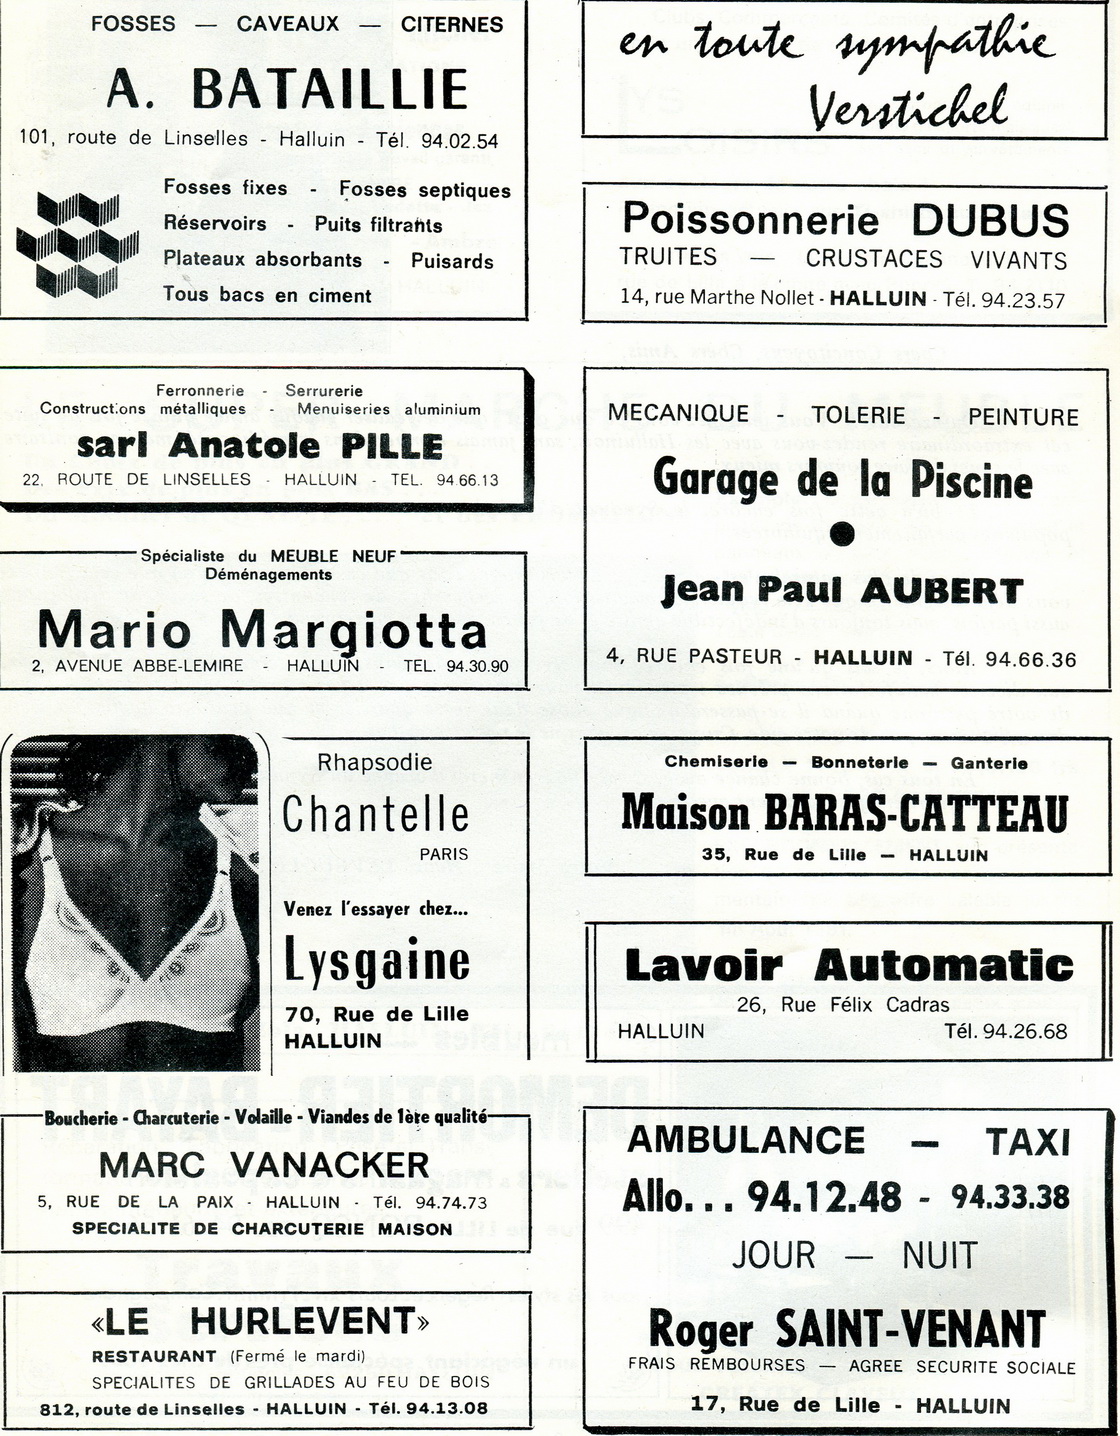 FOSSES — CAVEAUX — CITERNES
A. BATAILLIE
101, route de Linselles - Halluin - Tél. 94.02.54
Fosses fixes - Fosses septiques
Réservoirs - Puits filtrants
Plateaux absorbants - Puisards
Tous bacs en ciment
Ferronnerie - Serrurerie
Constructions métalliques - Menuiseries aluminium
sarl Anatole PILLE
22, ROUTE DE LINSELLES - HALLUIN - TEL. 94.66.13
Spécialiste du MEUBLE NEUF
Déménagements
Mario Margiotta
2, AVENUE ABBE-LEMIRE - HALLUIN - TEL. 94.30.90
Rhapsodie
Chantelle
PARIS
Venez l'essayer chez...
Lysgaine
70, Rue de Lille
HALLUIN
Boucherie - Charcuterie - Volaille - Viandes de 1ère qualité
MARC VANACKER
5, RUE DE LA PAIX - HALLUIN - Tél. 94.74.73
SPECIALITE DE CHARCUTERIE MAISON
«LE HURLEVENT»
RESTAURANT (Fermé le mardi)
SPECIALITES DE GRILLADES AU FEU DE BOIS
812, route de Linselles - HALLUIN - Tél. 94.13.08
en toute sympathie
Verstichel
Poissonnerie DUBUS
TRUITES — CRUSTACES VIVANTS
14, rue Marthe Nollet - HALLUIN - Tél. 94.23.57
MECANIQUE - TOLERIE - PEINTURE
Garage de la Piscine
Jean Paul AUBERT
4, RUE PASTEUR - HALLUIN - Tél. 94.66.36
Chemiserie — Bonneterie — Ganterie
Maison BARAS-CATTEAU
35, Rue de Lille — HALLUIN
Lavoir Automatic
26, Rue Félix Cadras
HALLUIN Tél. 94.26.68
AMBULANCE — TAXI
Allo... 94.12.48 - 94.33.38
JOUR — NUIT
Roger SAINT-VENANT
FRAIS REMBOURSES — AGREE SECURITE SOCIALE
17, Rue de Lille - HALLUIN